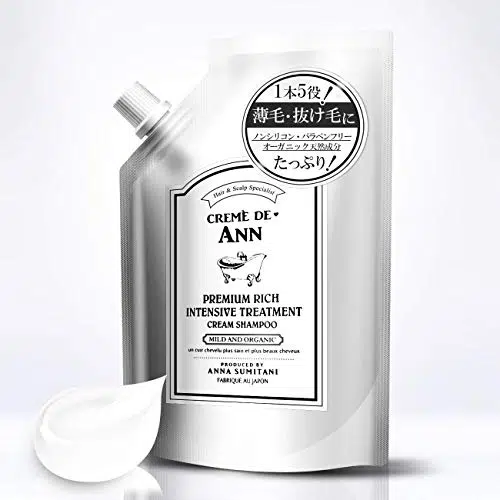 1本5役!
薄毛・抜け毛に
ノンシリコン・パラベンフリー
オーガニック天然成分
たっぷり!
Hair & Scalp Specialist
CREMÈ DE
ANN
PREMIUM RICH
INTENSIVE TREATMENT
CREAM SHAMPOO
MILD AND ORGANIC
un cuir chevelu plus sain et plus beaux cheveux
PRODUCED BY
ANNA SUMITANI
FABRIQUE AU JAPON